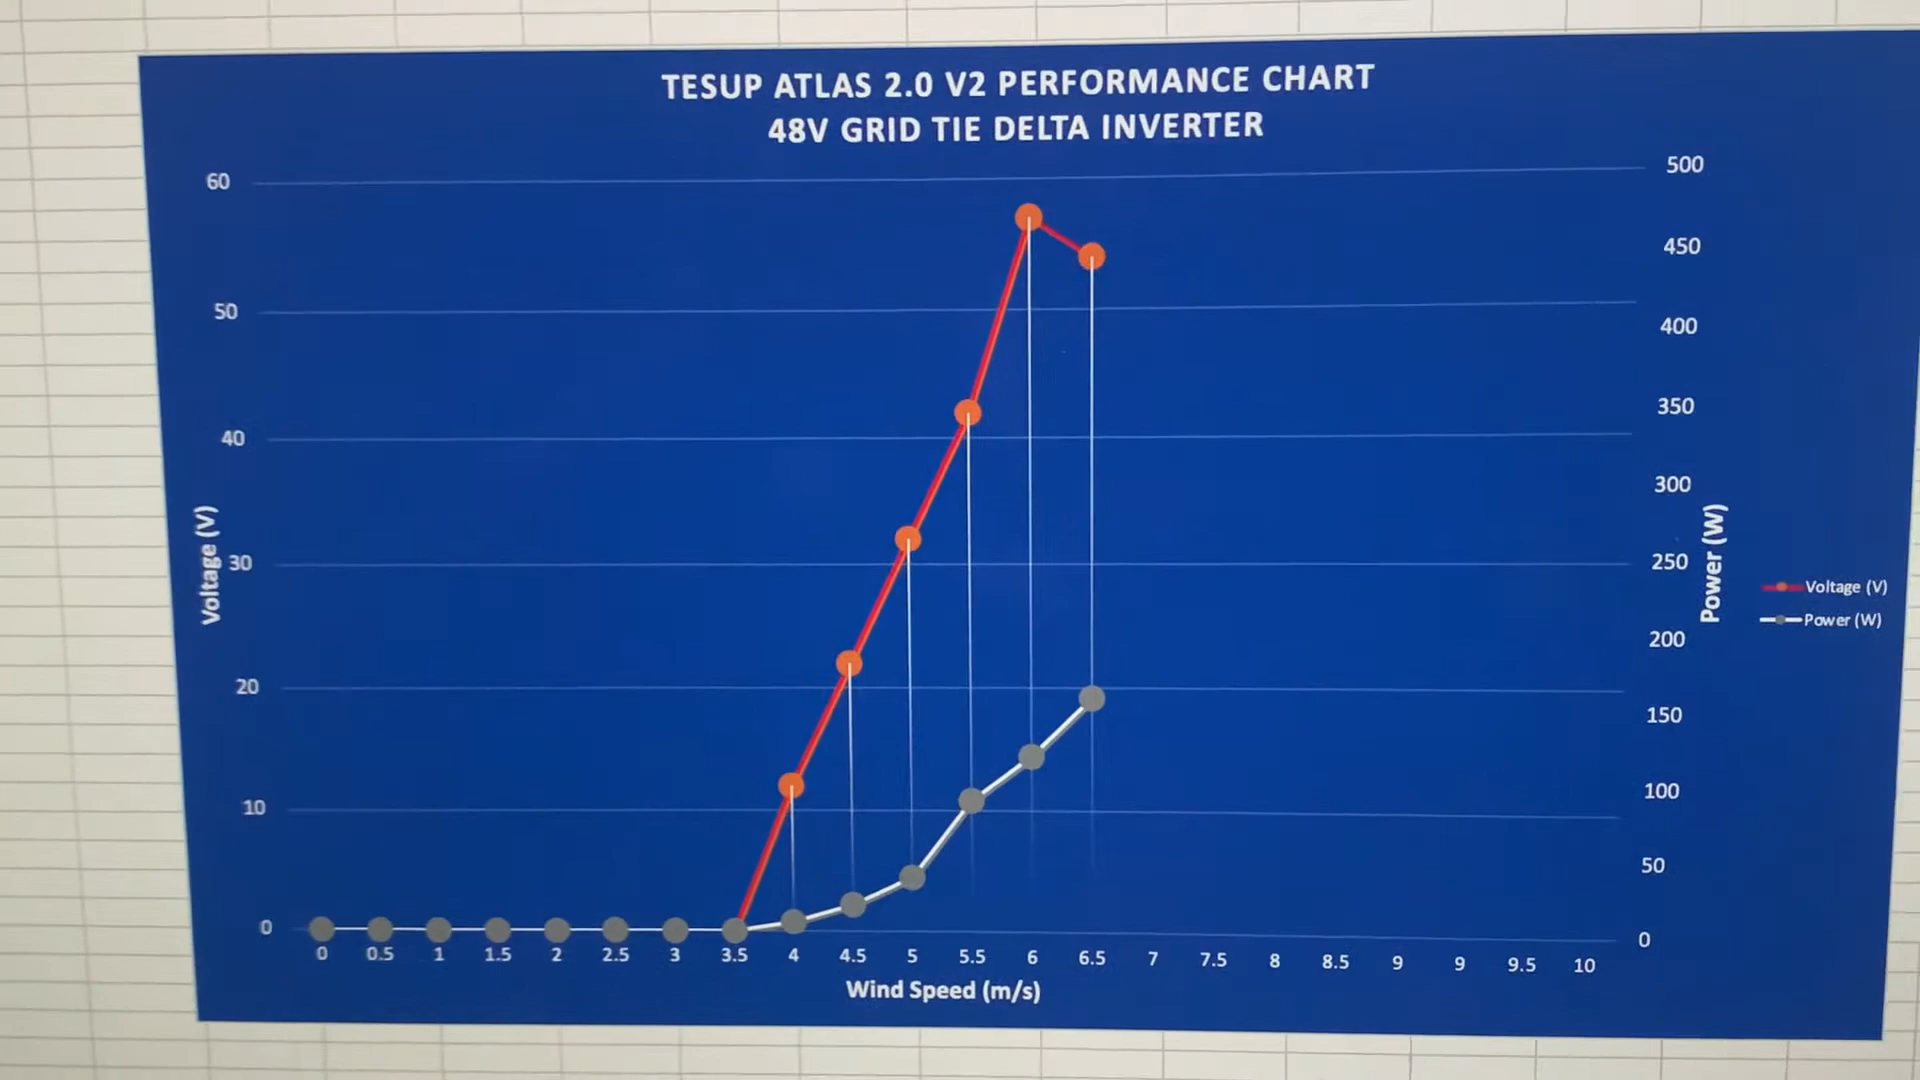 TESUP ATLAS 2.0 V2 PERFORMANCE CHART
48V GRID TIE DELTA INVERTER
60
50
40
30
20
10
0
Voltage (V)
500
450
400
350
300
250
200
150
100
50
0
Power (W)
Voltage (V)
Power (W)
0 0.5 1 1.5 2 2.5 3 3.5 4 4.5 5 5.5 6 6.5 7 7.5 8 8.5 9 9 9.5 10
Wind Speed (m/s)